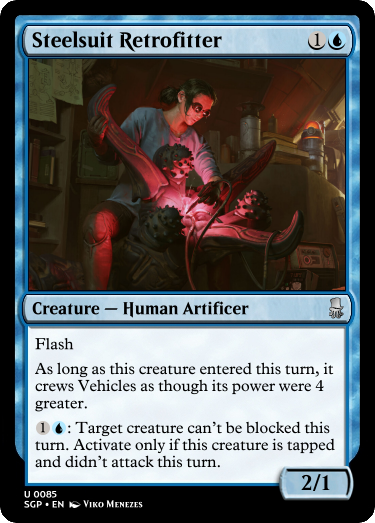 Steelsuit Retrofitter 1
Creature — Human Artificer
Flash
As long as this creature entered this turn, it
crews Vehicles as though its power were 4
greater.
1 : Target creature can't be blocked this
turn. Activate only if this creature is tapped
and didn't attack this turn.
2/1
U 0085
SGP • EN Viko Menezes